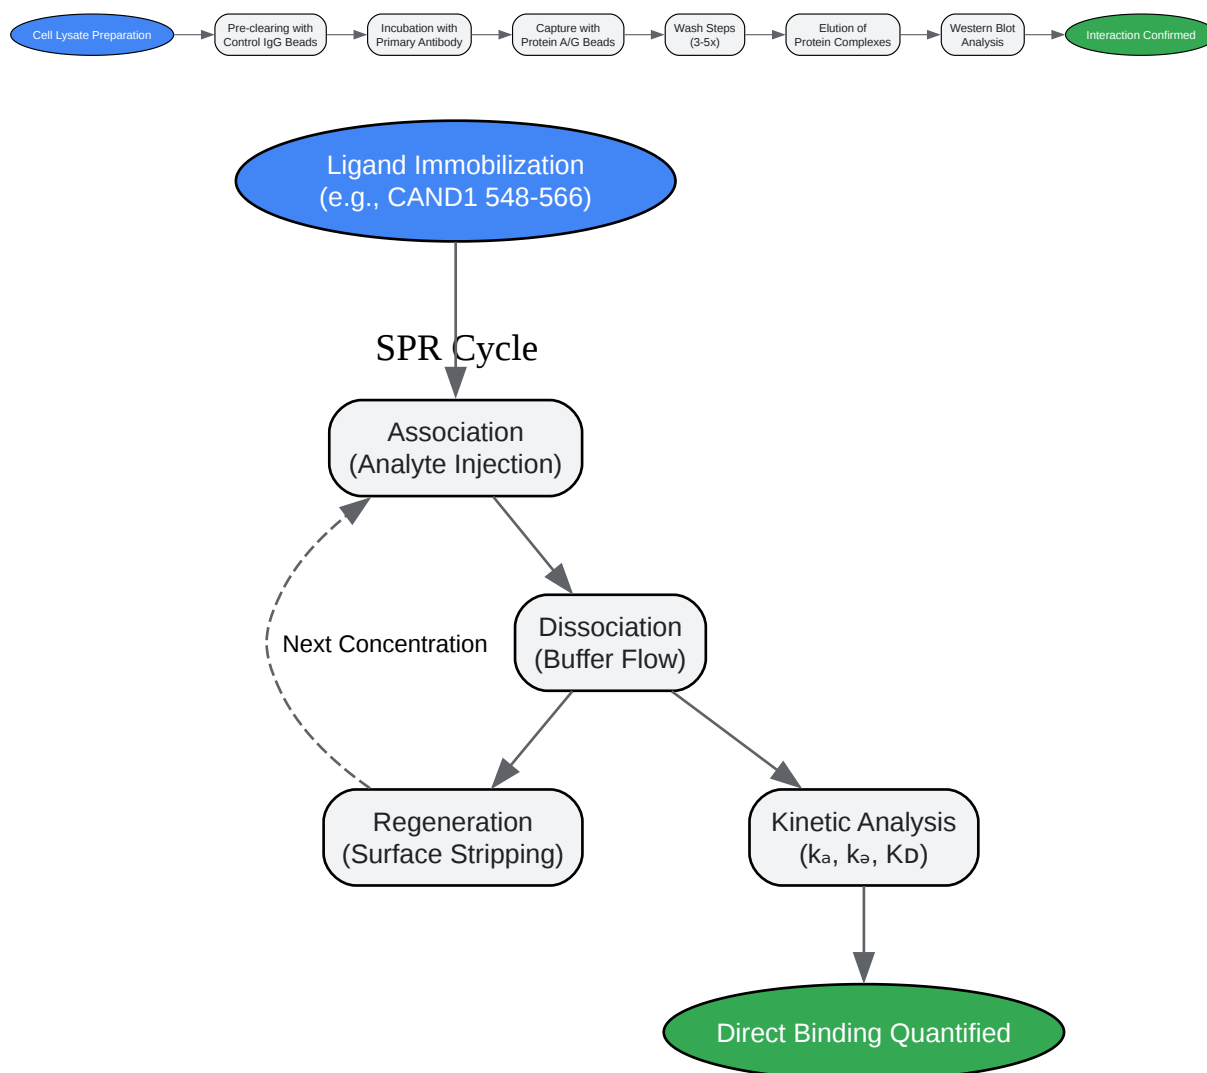 Cell Lysate Preparation
Pre-clearing with
Control IgG Beads
Incubation with
Primary Antibody
Capture with
Protein A/G Beads
Wash Steps
(3-5x)
Elution of
Protein Complexes
Western Blot
Analysis
Interaction Confirmed
Ligand Immobilization
(e.g., CAND1 548-566)
SPR Cycle
Association
(Analyte Injection)
Dissociation
(Buffer Flow)
Next Concentration
Regeneration
(Surface Stripping)
Kinetic Analysis
(kₐ, kₔ, Kᴅ)
Direct Binding Quantified